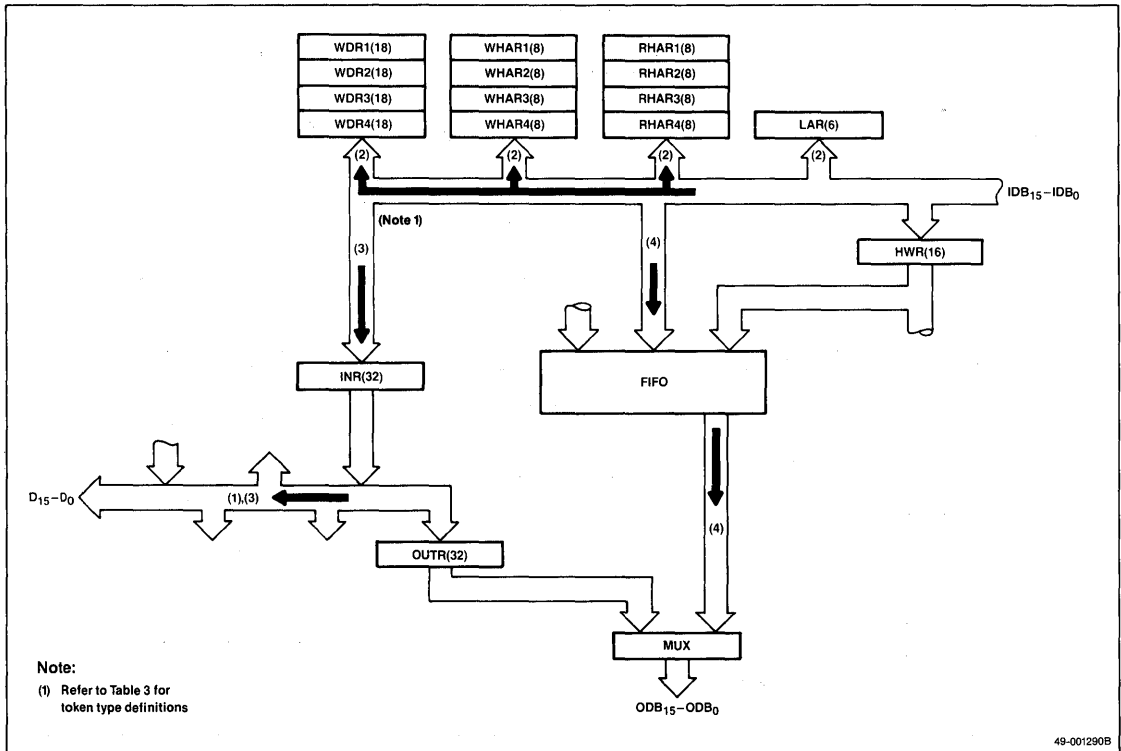 WDR1(18)
WDR2(18)
WDR3(18)
WDR4(18)
WHAR1(8)
WHAR2(8)
WHAR3(8)
WHAR4(8)
RHAR1(8)
RHAR2(8)
RHAR3(8)
RHAR4(8)
LAR(6)
(2)
(2)
(2)
(2)
IDB15–IDB0
(Note 1)
(3)
(4)
HWR(16)
INR(32)
FIFO
D15–D0
(1),(3)
(4)
OUTR(32)
MUX
ODB15–ODB0
Note:
(1) Refer to Table 3 for
token type definitions
49-001290B